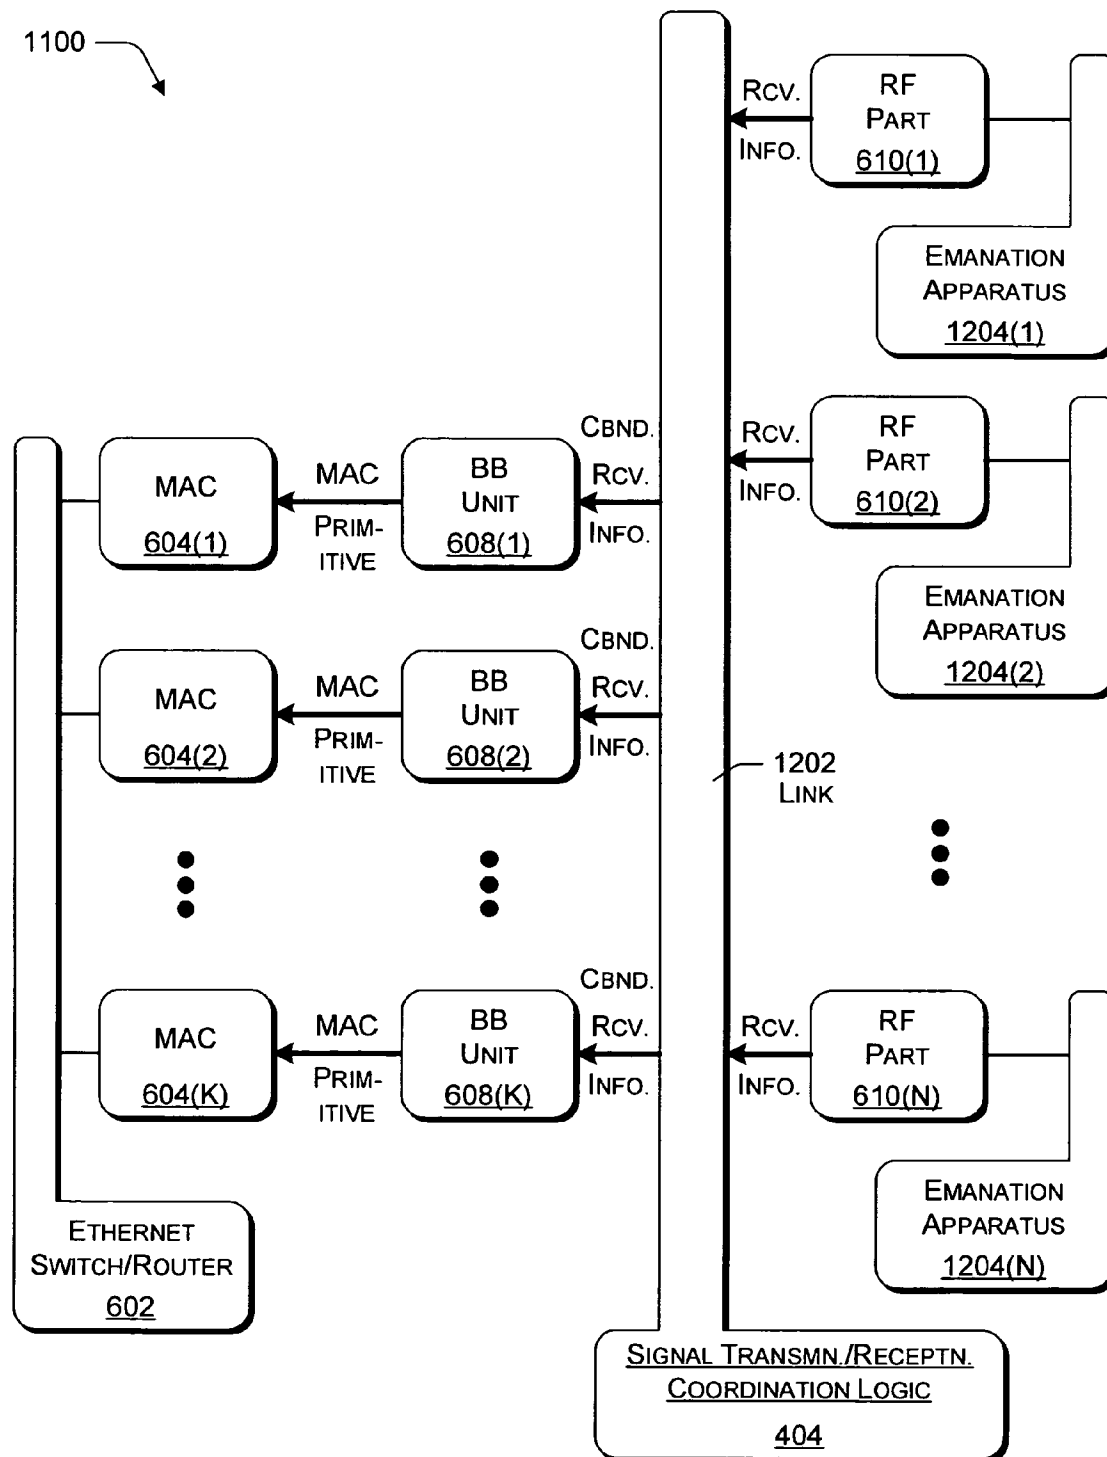 1100
RCV.
INFO.
RF
PART
610(1)
EMANATION
APPARATUS
1204(1)
RCV.
INFO.
RF
PART
610(2)
EMANATION
APPARATUS
1204(2)
MAC
604(1)
MAC
PRIM-
ITIVE
BB
UNIT
608(1)
CBND.
RCV.
INFO.
MAC
604(2)
MAC
PRIM-
ITIVE
BB
UNIT
608(2)
CBND.
RCV.
INFO.
1202
LINK
MAC
604(K)
MAC
PRIM-
ITIVE
BB
UNIT
608(K)
CBND.
RCV.
INFO.
RCV.
INFO.
RF
PART
610(N)
EMANATION
APPARATUS
1204(N)
ETHERNET
SWITCH/ROUTER
602
SIGNAL TRANSMN./RECEPTN.
COORDINATION LOGIC
404